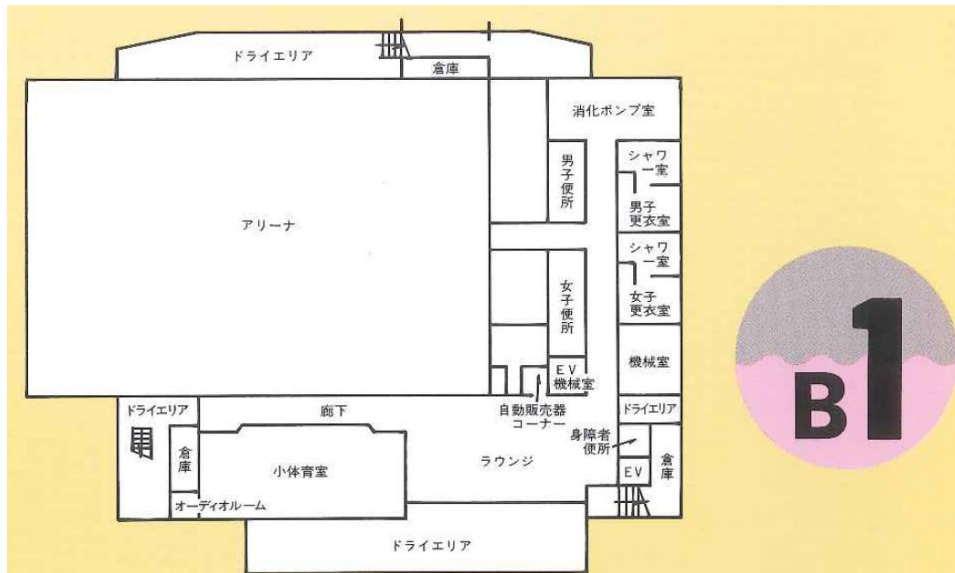 ドライエリア
倉庫
消化ポンプ室
男子便所
シャワ
ー室
男子
更衣室
アリーナ
シャワ
ー室
女子便所
女子
更衣室
EV
機械室
機械室
B1
ドライエリア
廊下
自動販売器
コーナー
ドライエリア
倉庫
小体育室
ラウンジ
身障者
便所
EV
倉庫
オーディオルーム
ドライエリア